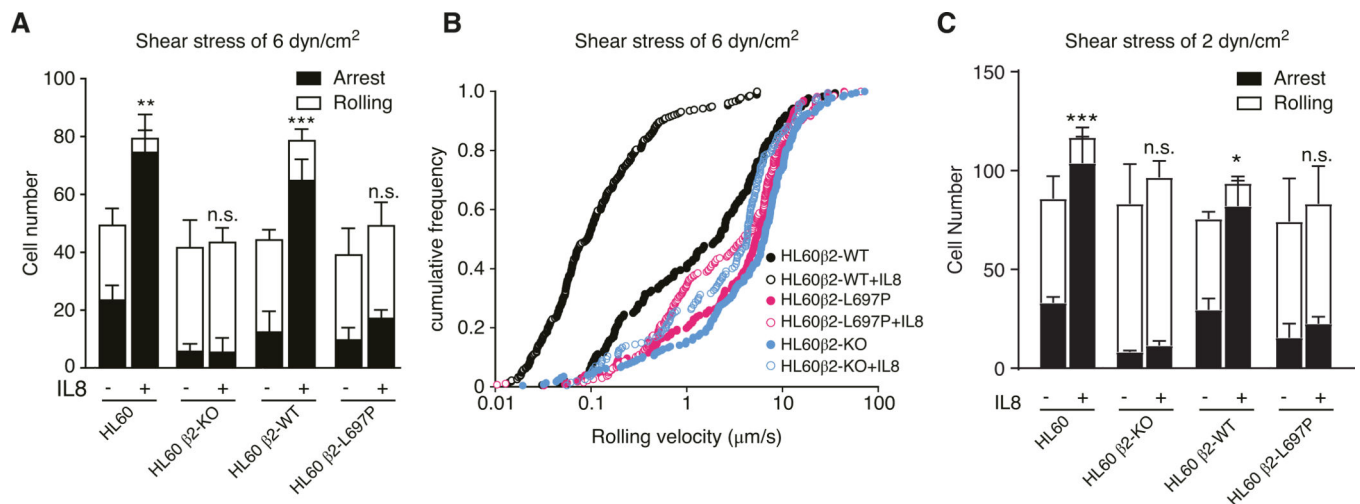 A
Shear stress of 6 dyn/cm²
Arrest
Rolling
Cell number
100
80
60
40
20
0
**
n.s.
***
n.s.
IL8 - + - + - + - +
HL60
HL60 β2-KO
HL60 β2-WT
HL60 β2-L697P
B
Shear stress of 6 dyn/cm²
cumulative frequency
1.0
0.8
0.6
0.4
0.2
0
HL60β2-WT
HL60β2-WT+IL8
HL60β2-L697P
HL60β2-L697P+IL8
HL60β2-KO
HL60β2-KO+IL8
0.01 0.1 1 10 100
Rolling velocity (μm/s)
C
Shear stress of 2 dyn/cm²
Arrest
Rolling
Cell Number
150
100
50
0
***
n.s.
*
n.s.
IL8 - + - + - + - +
HL60
HL60 β2-KO
HL60 β2-WT
HL60 β2-L697P